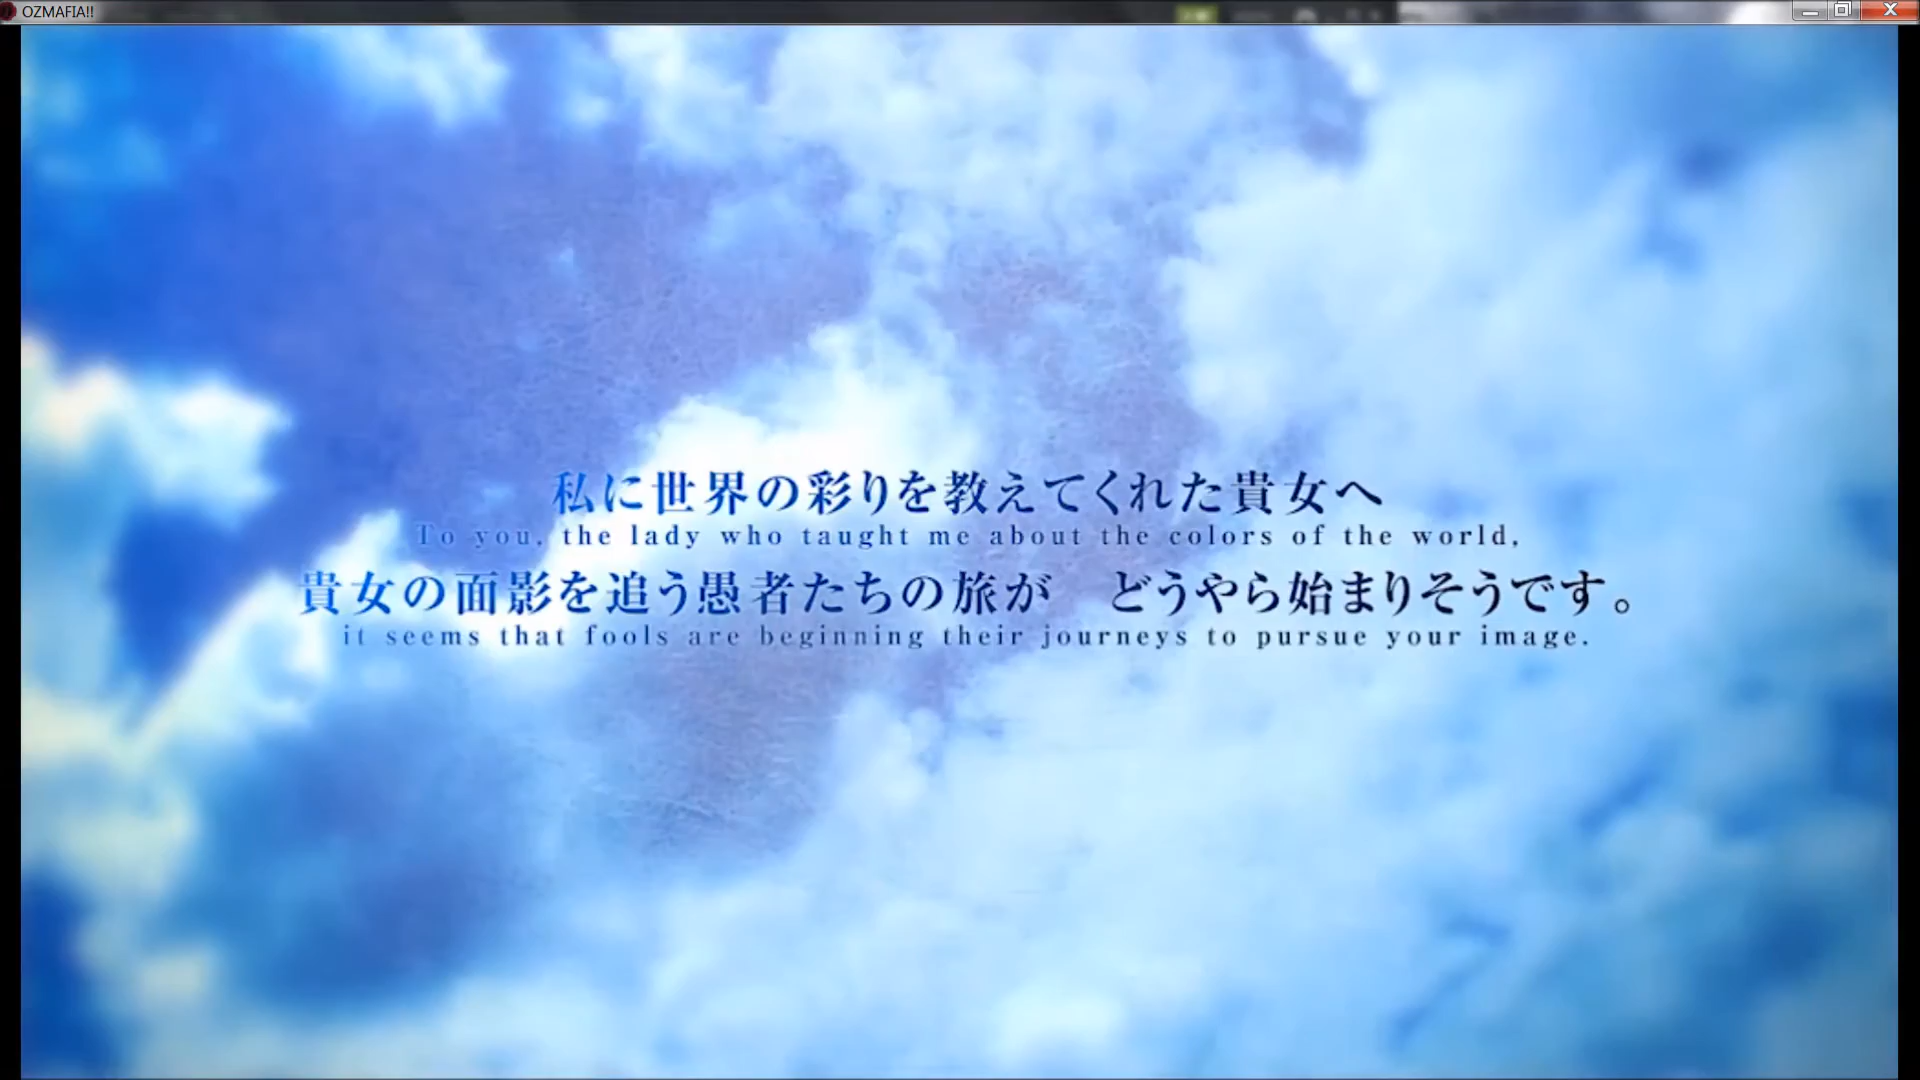 OZMAFIA!!
私に世界の彩りを教えてくれた貴女へ
To you, the lady who taught me about the colors of the world,
貴女の面影を追う愚者たちの旅が　どうやら始まりそうです。
it seems that fools are beginning their journeys to pursue your image.